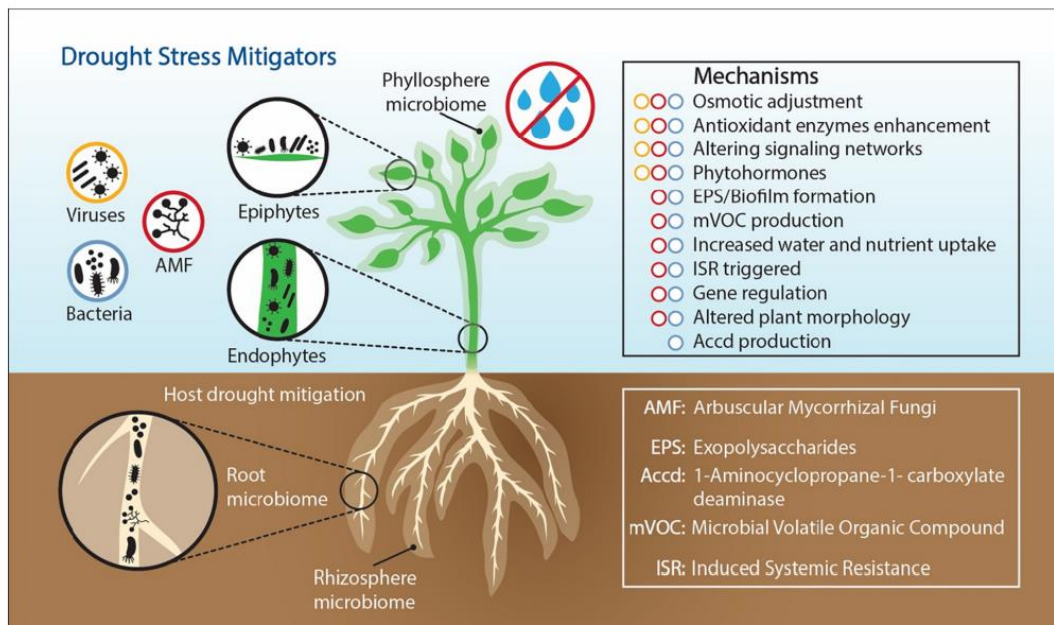 Drought Stress Mitigators
Phyllosphere
microbiome
Viruses
AMF
Bacteria
Epiphytes
Endophytes
Mechanisms
Osmotic adjustment
Antioxidant enzymes enhancement
Altering signaling networks
Phytohormones
EPS/Biofilm formation
mVOC production
Increased water and nutrient uptake
ISR triggered
Gene regulation
Altered plant morphology
Accd production
Host drought mitigation
Root
microbiome
Rhizosphere
microbiome
AMF: Arbuscular Mycorrhizal Fungi
EPS: Exopolysaccharides
Accd: 1-Aminocyclopropane-1- carboxylate
deaminase
mVOC: Microbial Volatile Organic Compound
ISR: Induced Systemic Resistance